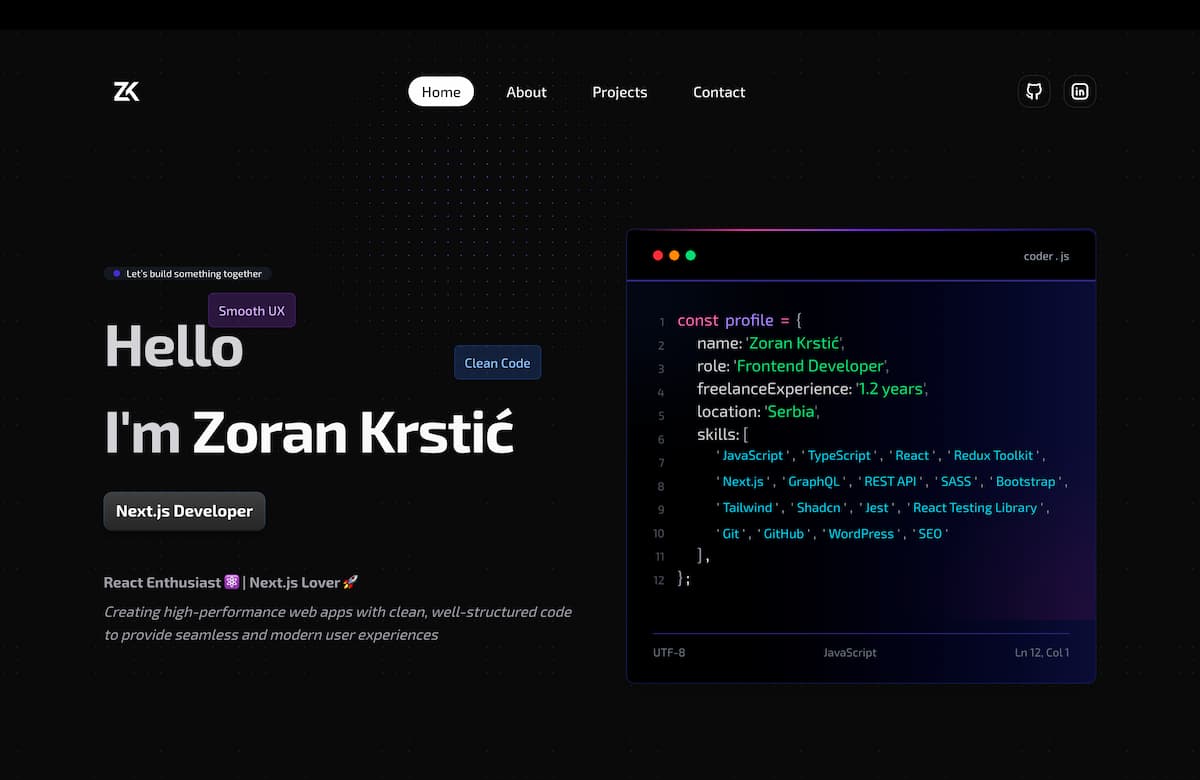 ZK
Home
About
Projects
Contact
in
Let's build something together
Smooth UX
Hello
Clean Code
I'm Zoran Krstić
Next.js Developer
React Enthusiast ⚛️ | Next.js Lover 🚀
Creating high-performance web apps with clean, well-structured code
to provide seamless and modern user experiences
coder . js
1 const profile = {
2 name: 'Zoran Krstić',
3 role: 'Frontend Developer',
4 freelanceExperience: '1.2 years',
5 location: 'Serbia',
6 skills: [
7 ' JavaScript ' , ' TypeScript ' , ' React ' , ' Redux Toolkit ' ,
8 ' Next.js ' , ' GraphQL ' , ' REST API ' , ' SASS ' , ' Bootstrap ' ,
9 ' Tailwind ' , ' Shadcn ' , ' Jest ' , ' React Testing Library ' ,
10 ' Git ' , ' GitHub ' , ' WordPress ' , ' SEO '
11 ] ,
12 } ;
UTF-8
JavaScript
Ln 12, Col 1